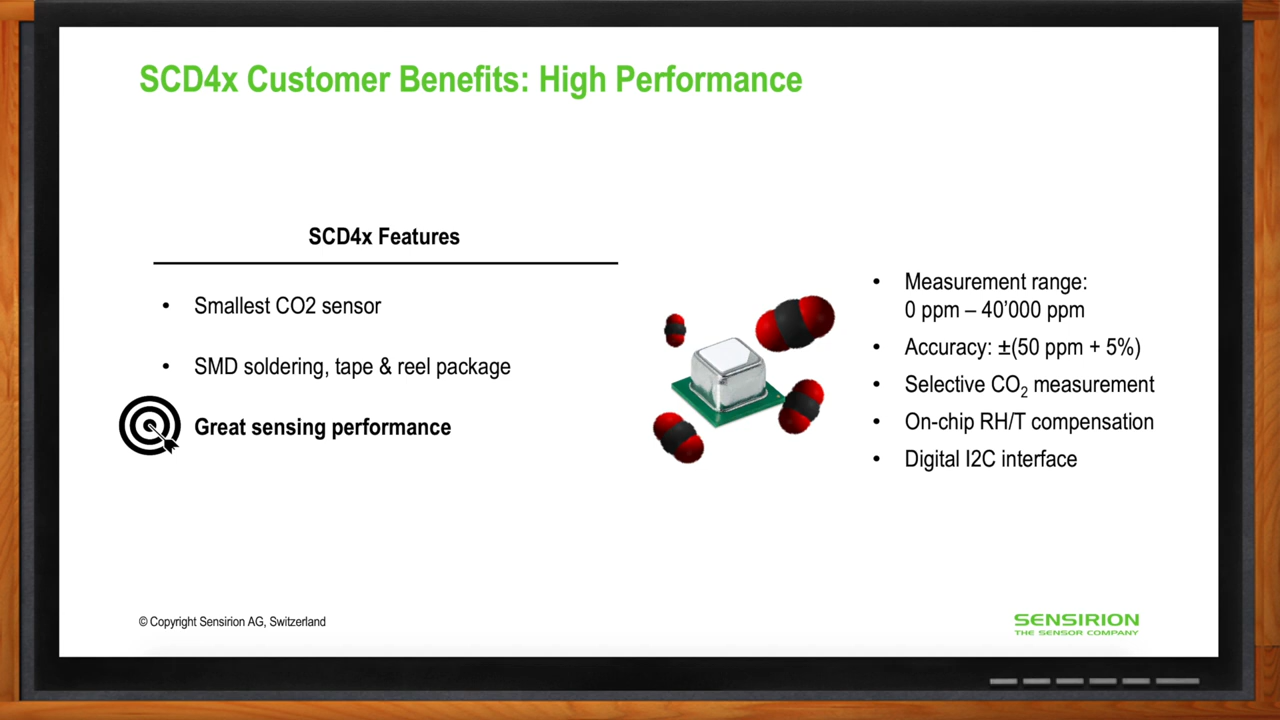 SCD4x Customer Benefits: High Performance
SCD4x Features
• Smallest CO2 sensor
• SMD soldering, tape & reel package
Great sensing performance
• Measurement range:
0 ppm – 40’000 ppm
• Accuracy: ±(50 ppm + 5%)
• Selective CO₂ measurement
• On-chip RH/T compensation
• Digital I2C interface
© Copyright Sensirion AG, Switzerland
SENSIRION
THE SENSOR COMPANY